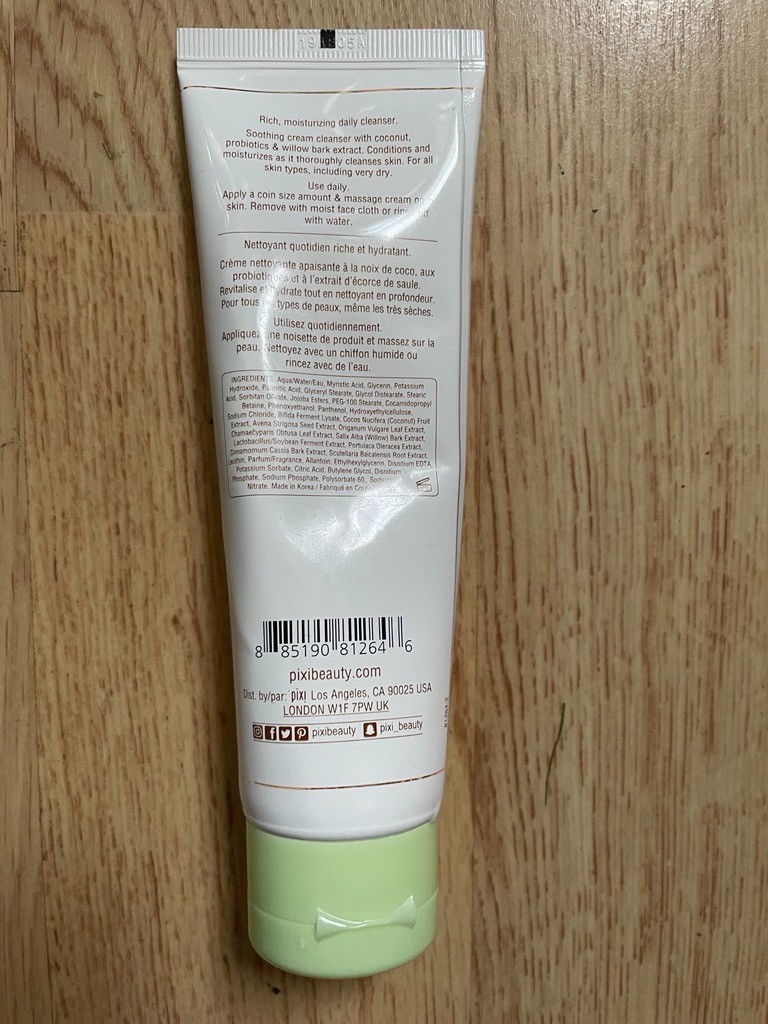 19 05A
Rich, moisturizing daily cleanser.
Soothing cream cleanser with coconut,
probiotics & willow bark extract. Conditions and
moisturizes as it thoroughly cleanses skin. For all
skin types, including very dry.
Use daily.
Apply a coin size amount & massage cream
skin. Remove with moist face cloth or
with water.
Nettoyant quotidien riche et hydratant.
Crème nettoyante apaisante à la noix de coco, aux
probiotiques et à l'extrait d'écorce de saule.
Revitalise et hydrate tout en nettoyant en profondeur.
Pour tous types de peaux, même les très sèches.
Utilisez quotidiennement.
Appliquez une noisette de produit et massez sur la
peau. Nettoyez avec un chiffon humide ou
rincez avec de l'eau.
INGREDIENTS: Aqua/Water/Eau, Myristic Acid, Glycerin, Potassium
Hydroxide, Palmitic Acid, Glyceryl Stearate, Glycol Distearate, Stearic
Acid, Sorbitan Olivate, Jojoba Esters, PEG-100 Stearate, Cocamidopropyl
Betaine, Phenoxyethanol, Panthenol, Hydroxyethylcellulose,
Sodium Chloride, Bifida Ferment Lysate, Cocos Nucifera (Coconut) Fruit
Extract, Avena Strigosa Seed Extract, Origanum Vulgare Leaf Extract,
Chamaecyparis Obtusa Leaf Extract, Salix Alba (Willow) Bark Extract,
Lactobacillus/Soybean Ferment Extract, Portulaca Oleracea Extract,
Cinnamomum Cassia Bark Extract, Scutellaria Baicalensis Root Extract,
Lecithin, Parfum/Fragrance, Allantoin, Ethylhexylglycerin, Disodium EDTA,
Potassium Sorbate, Citric Acid, Butylene Glycol, Disodium
Phosphate, Sodium Phosphate, Polysorbate 60,
Nitrate. Made in Korea / Fabriqué en
8 85190 81264 6
pixibeauty.com
Dist. by/par: pixi Los Angeles, CA 90025 USA
LONDON W1F 7PW UK
pixibeauty pixi_beauty